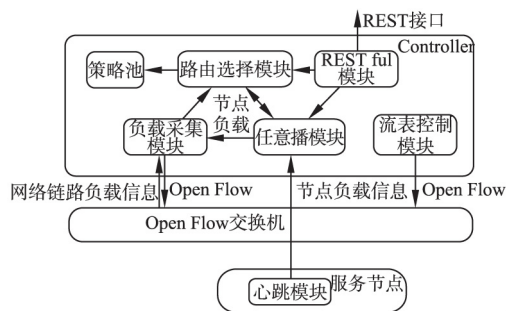 REST接口
Controller
策略池
路由选择模块
REST ful
模块
节点
负载
负载采集
模块
任意播模块
流表控制
模块
网络链路负载信息
Open Flow
节点负载信息
Open Flow
Open Flow交换机
心跳模块
服务节点